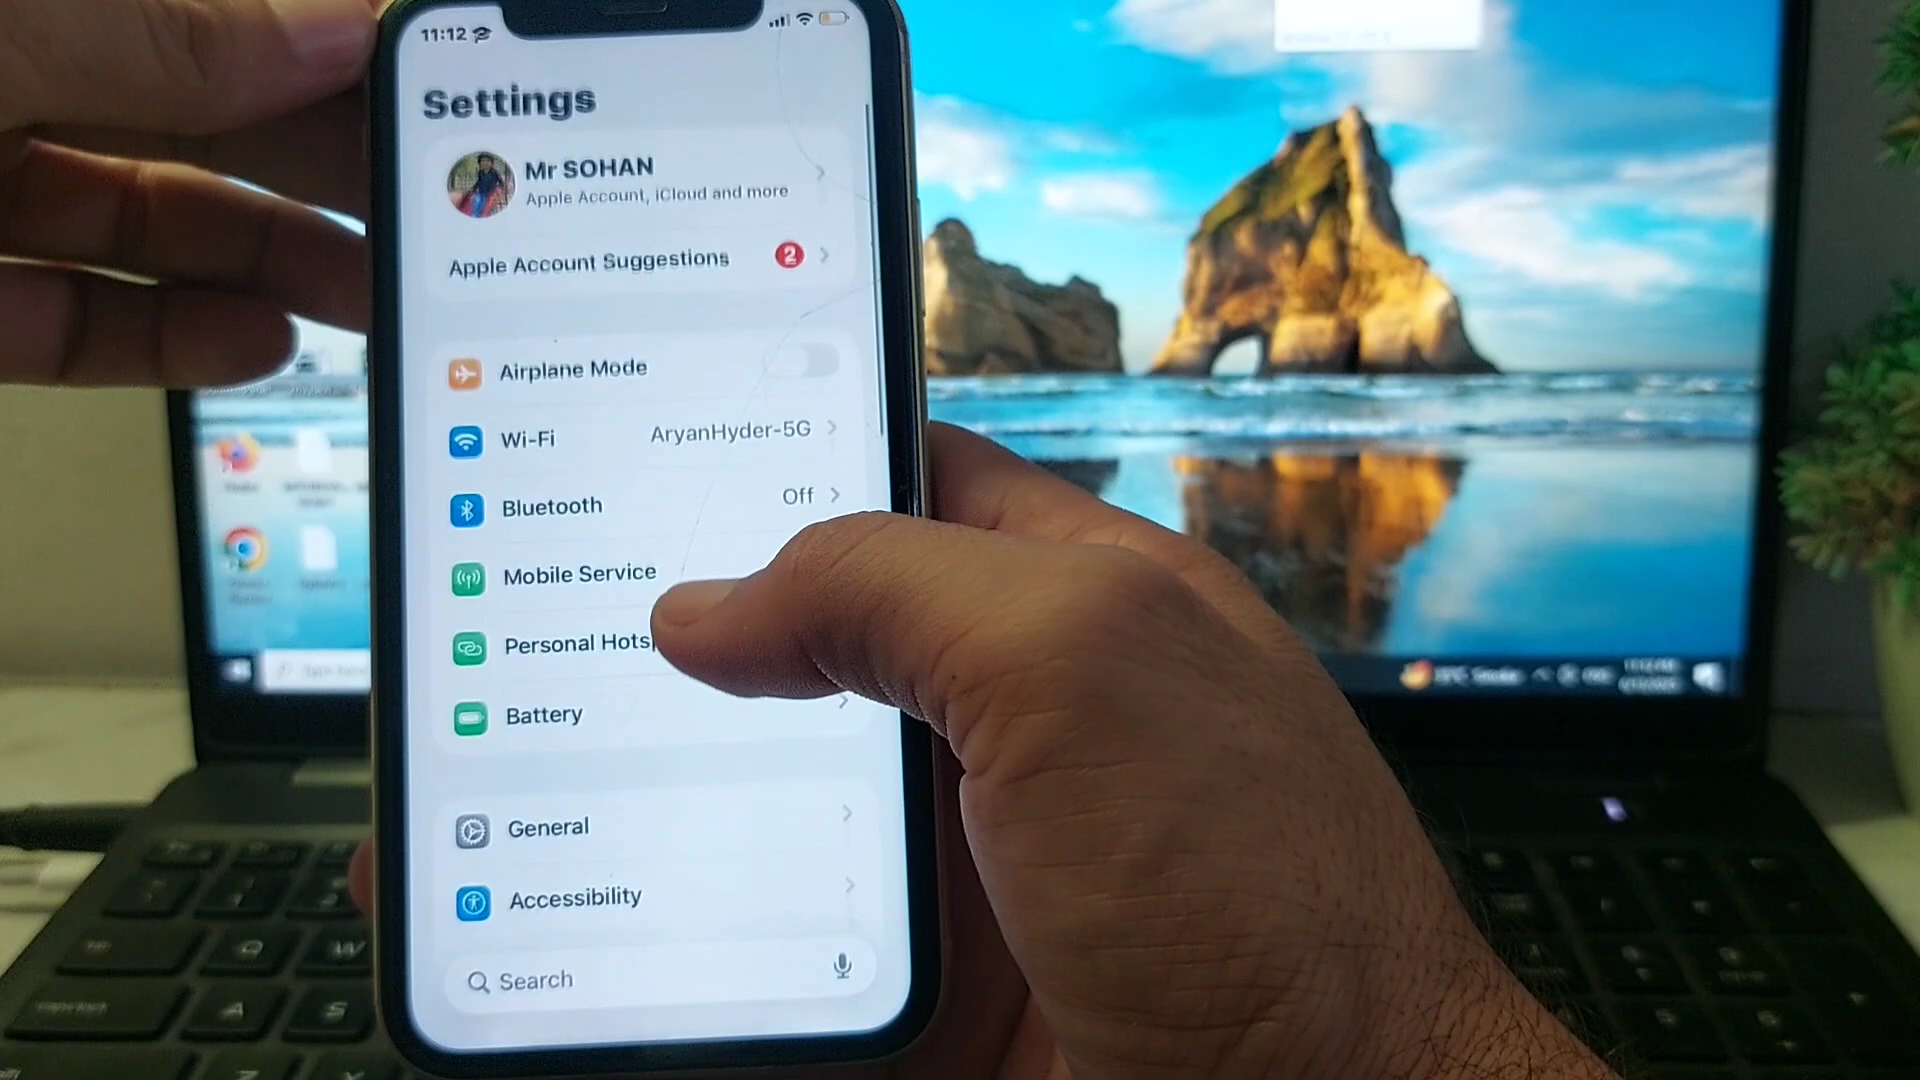 11:12
Settings
Mr SOHAN
Apple Account, iCloud and more
Apple Account Suggestions 2
Airplane Mode
Wi-Fi AryanHyder-5G
Bluetooth Off
Mobile Service
Personal Hots
Battery
General
Accessibility
Search
Q W
A S